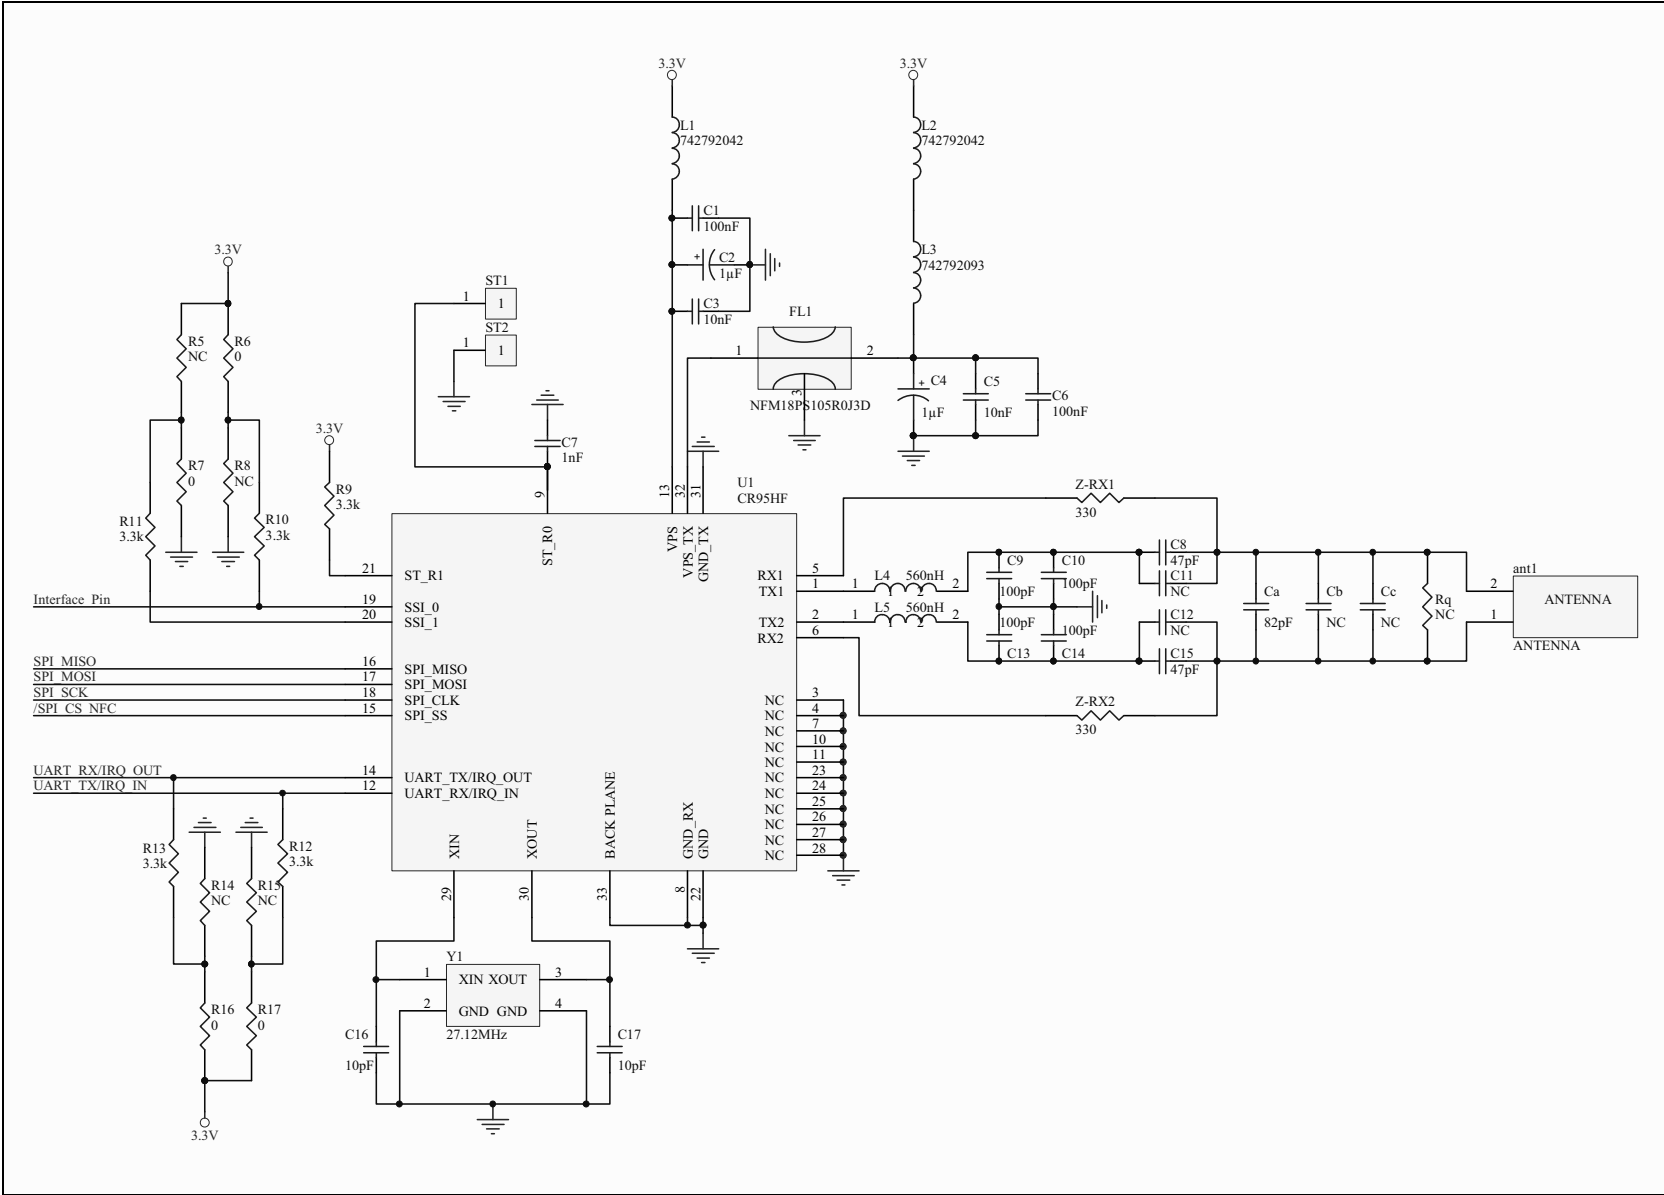 3.3V
3.3V
L1
742792042
L2
742792042
C1
100nF
+
C2
1µF
C3
10nF
L3
742792093
3.3V
ST1
1
1
ST2
1
1
FL1
1
2
3
NFM18PS105R0J3D
+
C4
1µF
C5
10nF
C6
100nF
R5
NC
R6
0
R7
0
R8
NC
R11
3.3k
R10
3.3k
3.3V
R9
3.3k
C7
1nF
9
13
32
31
U1
CR95HF
ST_R0
VPS
VPS_TX
GND_TX
21
ST_R1
Interface_Pin
19
SSI_0
20
SSI_1
SPI_MISO
16
SPI_MISO
SPI_MOSI
17
SPI_MOSI
SPI_SCK
18
SPI_CLK
/SPI_CS_NFC
15
SPI_SS
UART_RX/IRQ_OUT
14
UART_TX/IRQ_OUT
UART_TX/IRQ_IN
12
UART_RX/IRQ_IN
RX1
5
TX1
1
TX2
2
RX2
6
NC
3
NC
4
NC
7
NC
10
NC
11
NC
23
NC
24
NC
25
NC
26
NC
27
NC
28
XIN
XOUT
BACK PLANE
GND_RX
GND
29
30
33
8
22
Z-RX1
330
L4
560nH
1
1
2
2
L5
560nH
1
1
2
2
C9
100pF
C10
100pF
100pF
C13
100pF
C14
C8
47pF
C11
NC
C12
NC
C15
47pF
Z-RX2
330
Ca
82pF
Cb
NC
Cc
NC
Rq
NC
ant1
2
1
ANTENNA
ANTENNA
R13
3.3k
R12
3.3k
R14
NC
R15
NC
R16
0
R17
0
3.3V
Y1
1
XIN
XOUT
3
2
GND
GND
4
27.12MHz
C16
10pF
C17
10pF